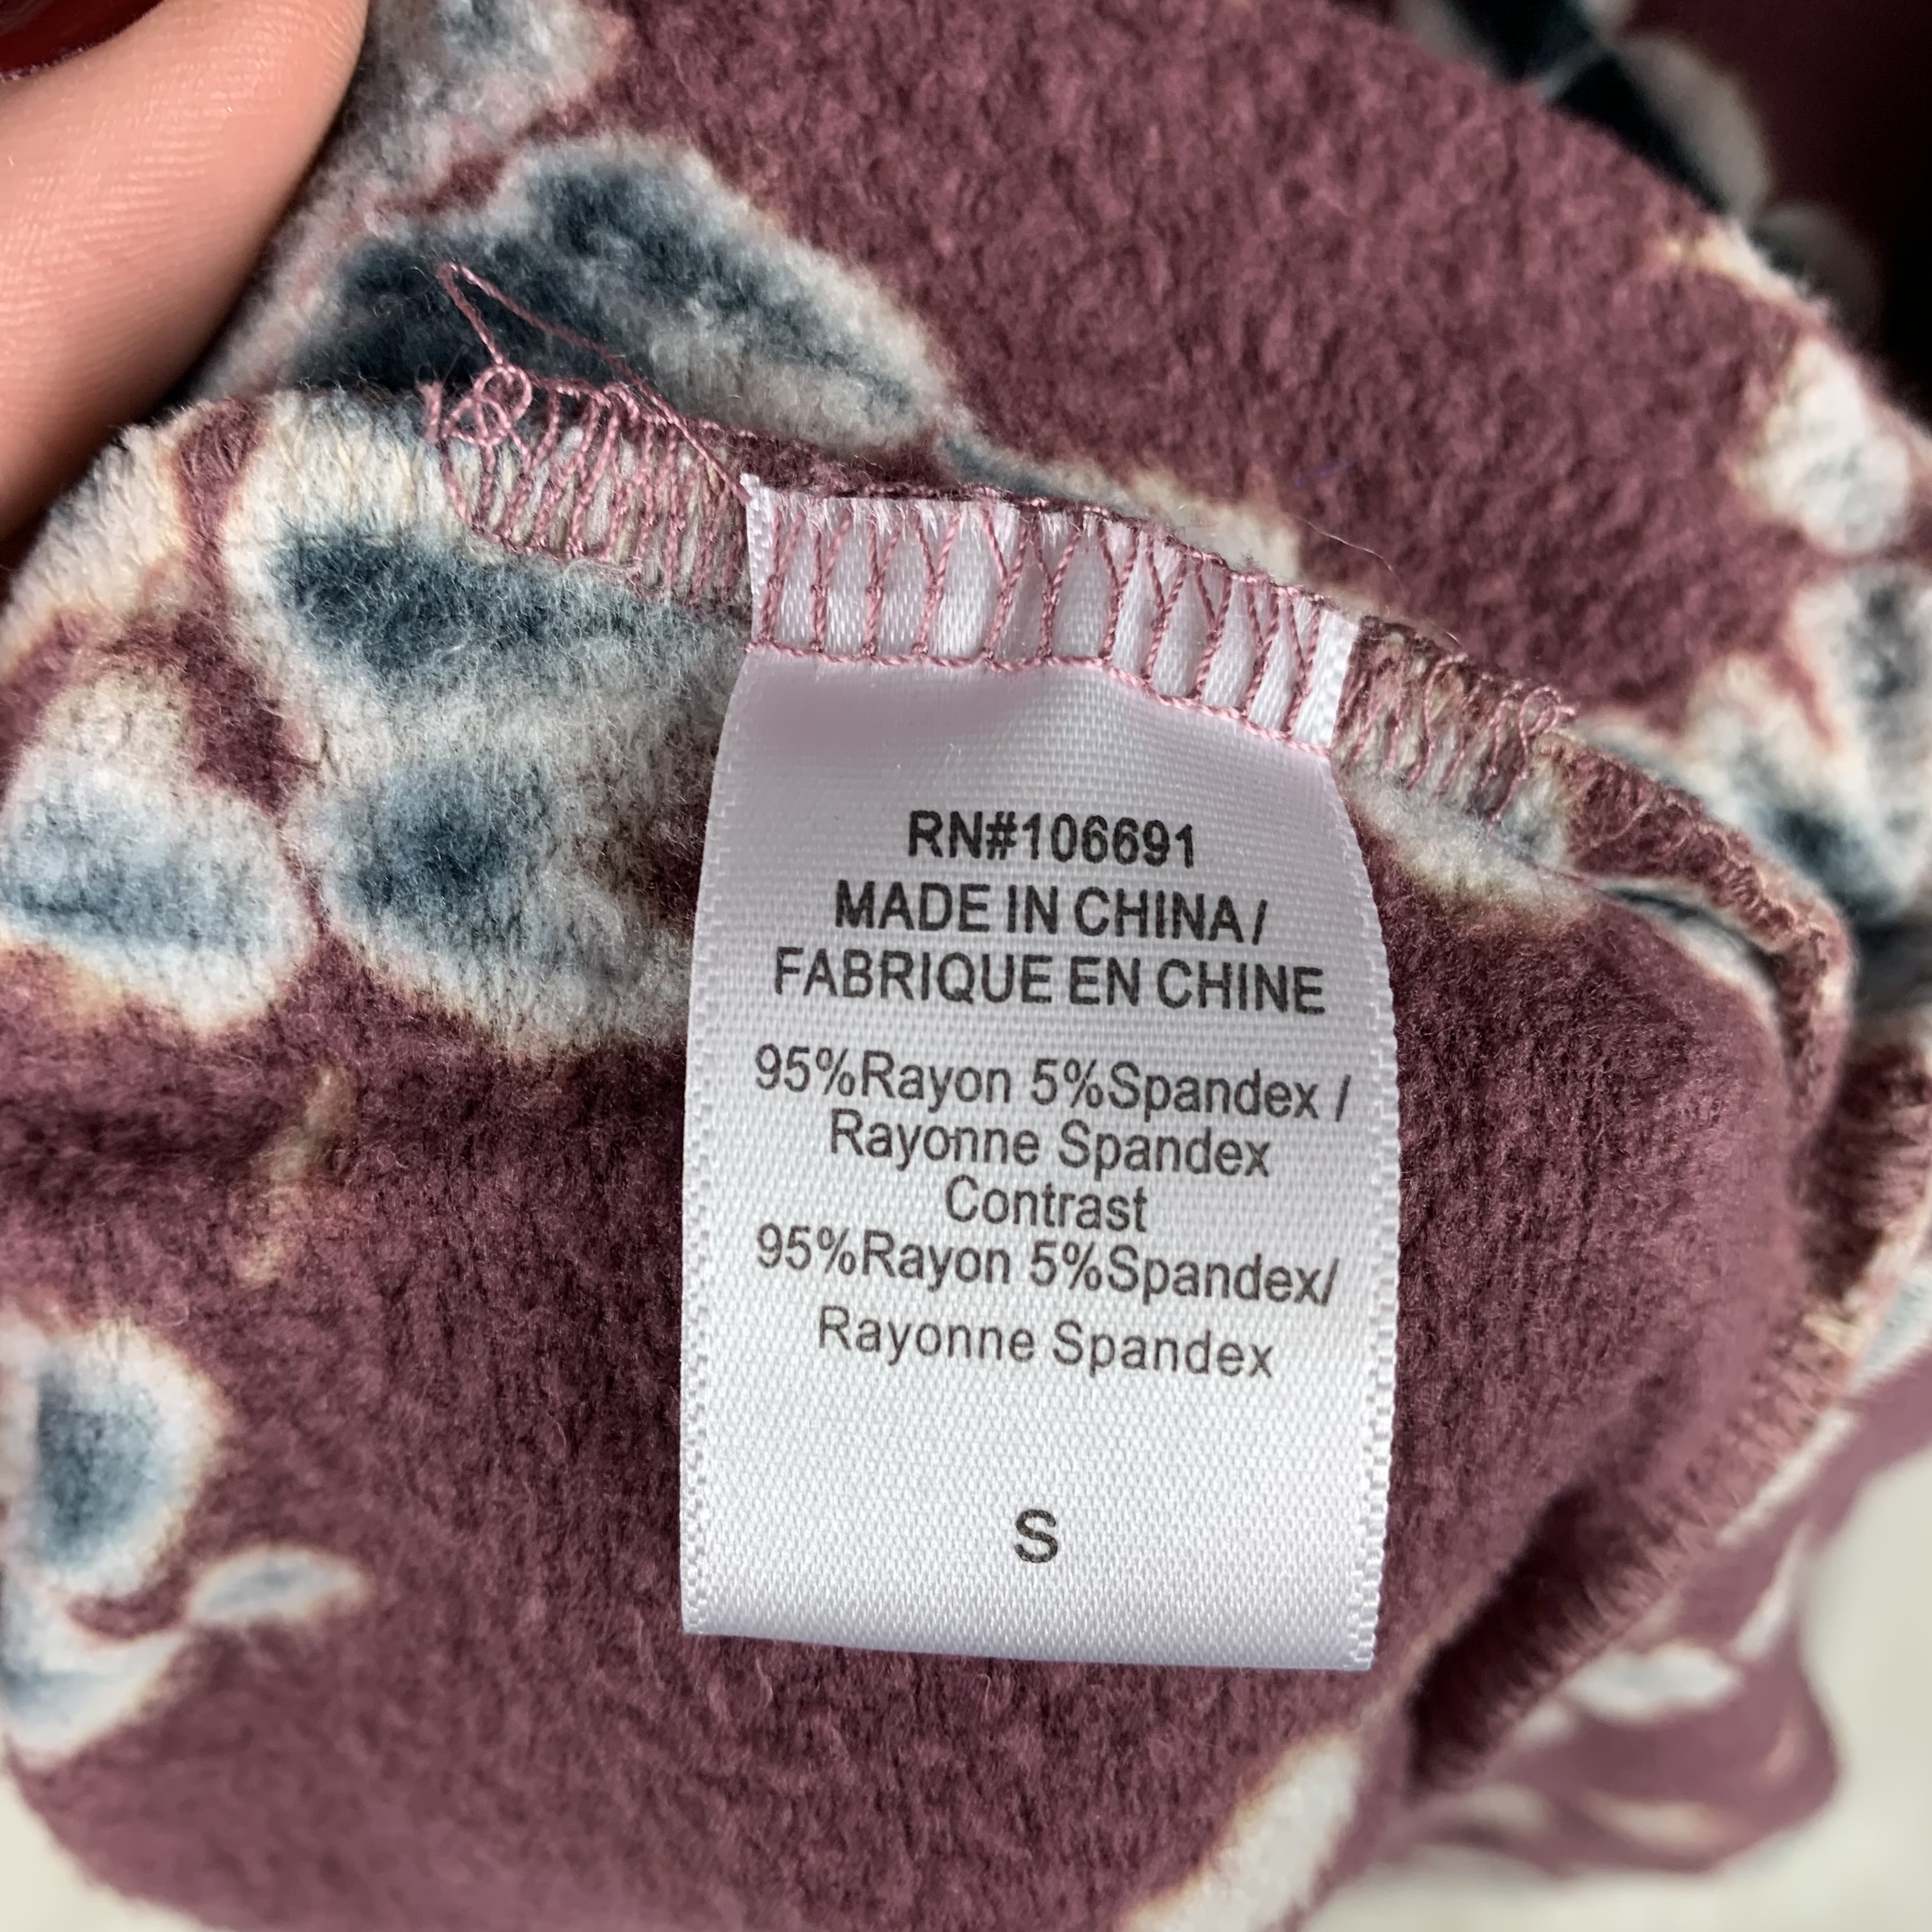 RN#106691
MADE IN CHINA/
FABRIQUE EN CHINE
95%Rayon 5%Spandex /
Rayonne Spandex
Contrast
95%Rayon 5%Spandex/
Rayonne Spandex
S